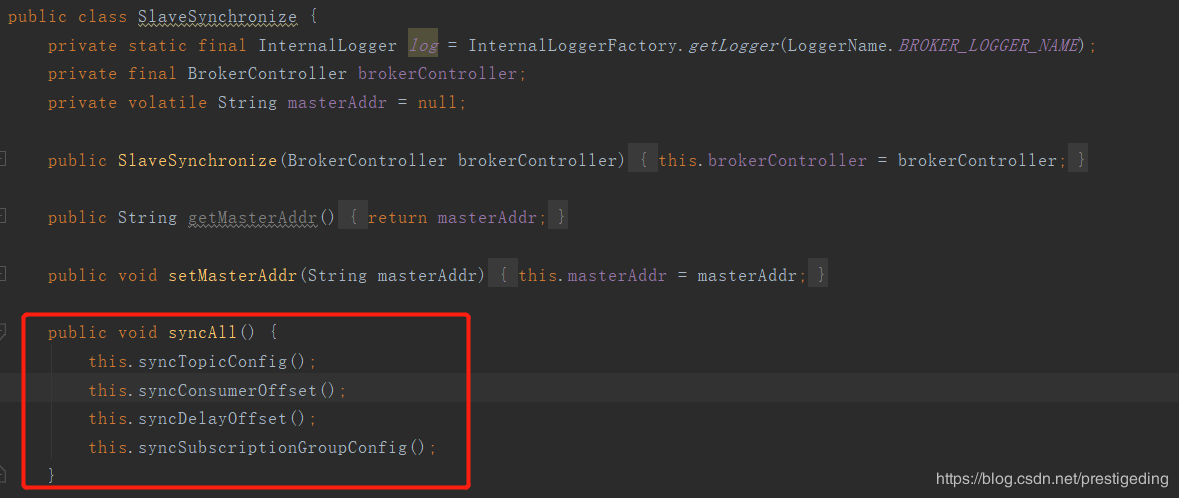 public class SlaveSynchronize {
    private static final InternalLogger log = InternalLoggerFactory.getLogger(LoggerName.BROKER_LOGGER_NAME);
    private final BrokerController brokerController;
    private volatile String masterAddr = null;
    public SlaveSynchronize(BrokerController brokerController) { this.brokerController = brokerController; }
    public String getMasterAddr() { return masterAddr; }
    public void setMasterAddr(String masterAddr) { this.masterAddr = masterAddr; }
    public void syncAll() {
        this.syncTopicConfig();
        this.syncConsumerOffset();
        this.syncDelayOffset();
        this.syncSubscriptionGroupConfig();
    }
https://blog.csdn.net/prestigeding